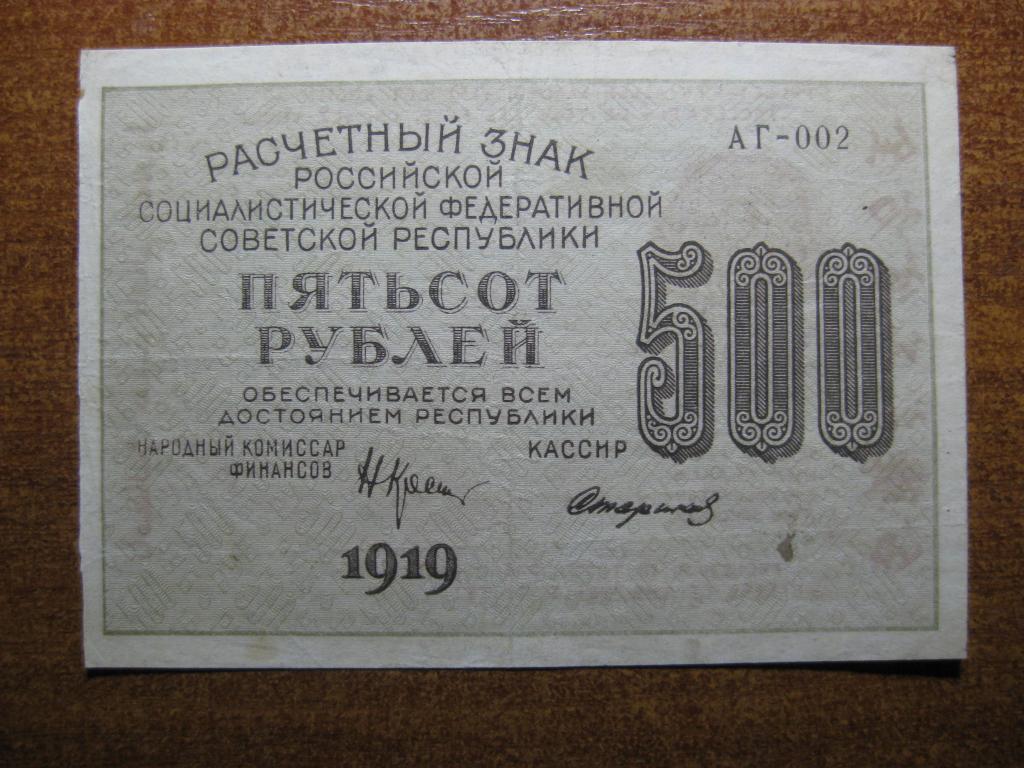 РАСЧЕТНЫЙ ЗНАК
РОССИЙСКОЙ
СОЦИАЛИСТИЧЕСКОЙ ФЕДЕРАТИВНОЙ
СОВЕТСКОЙ РЕСПУБЛИКИ
АГ-002
ПЯТЬСОТ
РУБЛЕЙ
500
ОБЕСПЕЧИВАЕТСЯ ВСЕМ
ДОСТОЯНИЕМ РЕСПУБЛИКИ
НАРОДНЫЙ КОМИССАР
ФИНАНСОВ
КАССИР
1919